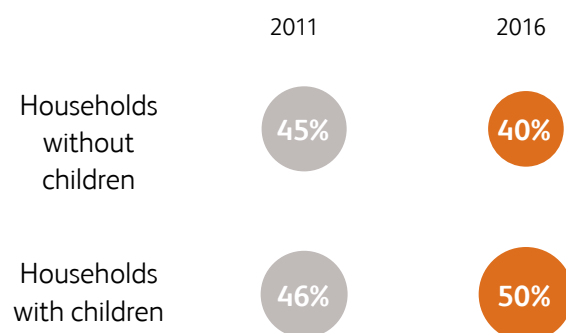 2011 2016
Households
without
children
45% 40%
Households
with children
46% 50%